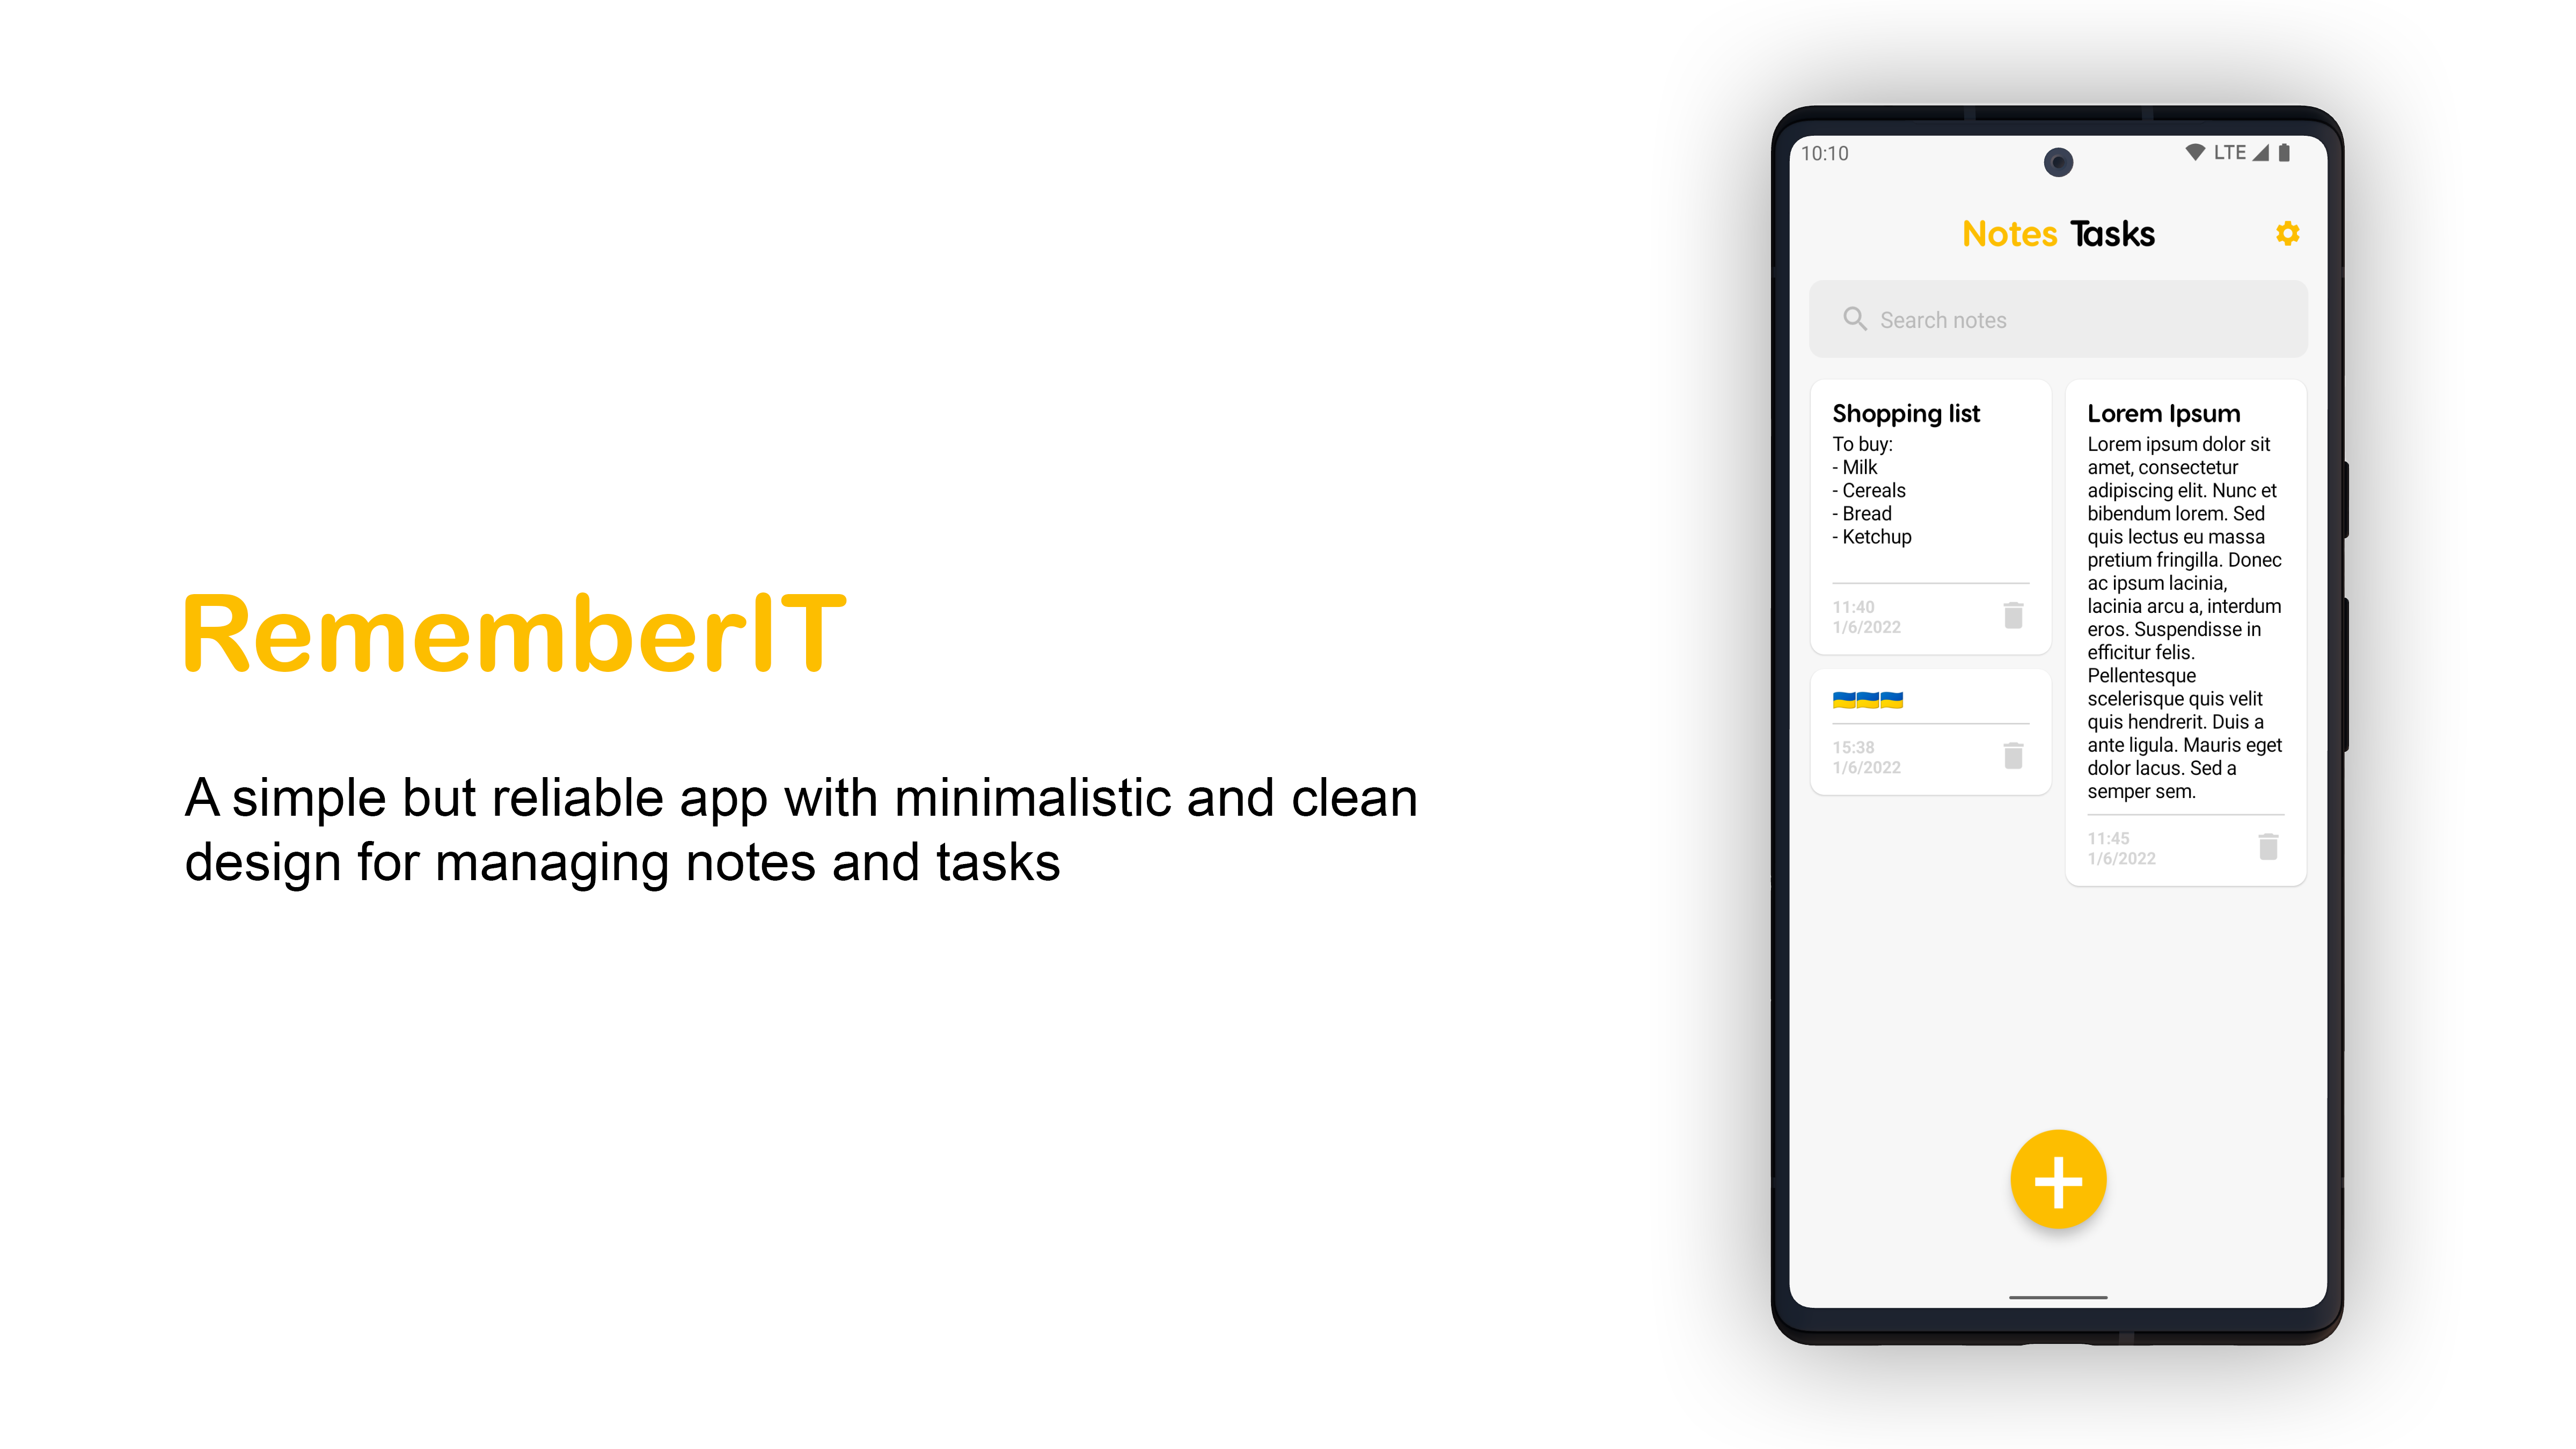 RememberIT
A simple but reliable app with minimalistic and clean
design for managing notes and tasks
10:10
LTE
Notes Tasks
Search notes
Shopping list
To buy:
- Milk
- Cereals
- Bread
- Ketchup
11:40
1/6/2022
🇺🇦🇺🇦🇺🇦
15:38
1/6/2022
Lorem Ipsum
Lorem ipsum dolor sit
amet, consectetur
adipiscing elit. Nunc et
bibendum lorem. Sed
quis lectus eu massa
pretium fringilla. Donec
ac ipsum lacinia,
lacinia arcu a, interdum
eros. Suspendisse in
efficitur felis.
Pellentesque
scelerisque quis velit
quis hendrerit. Duis a
ante ligula. Mauris eget
dolor lacus. Sed a
semper sem.
11:45
1/6/2022